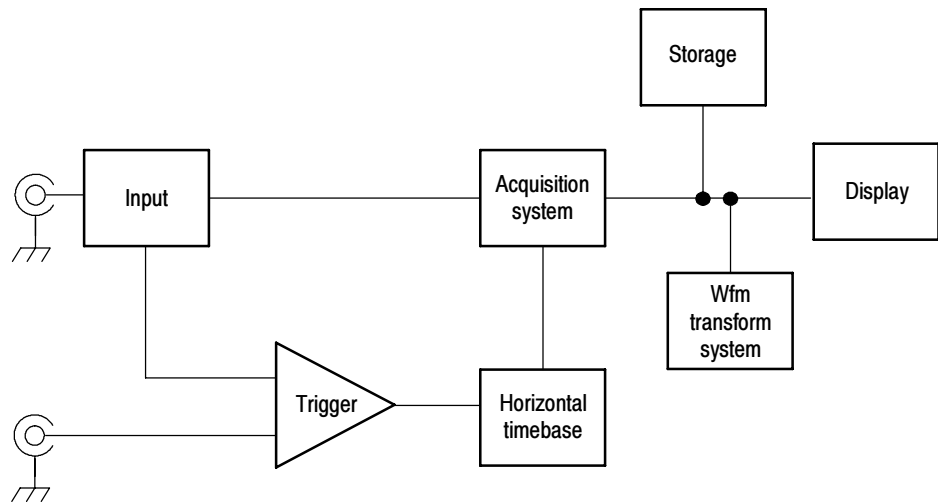 Storage
Input
Acquisition
system
Display
Wfm
transform
system
Trigger
Horizontal
timebase